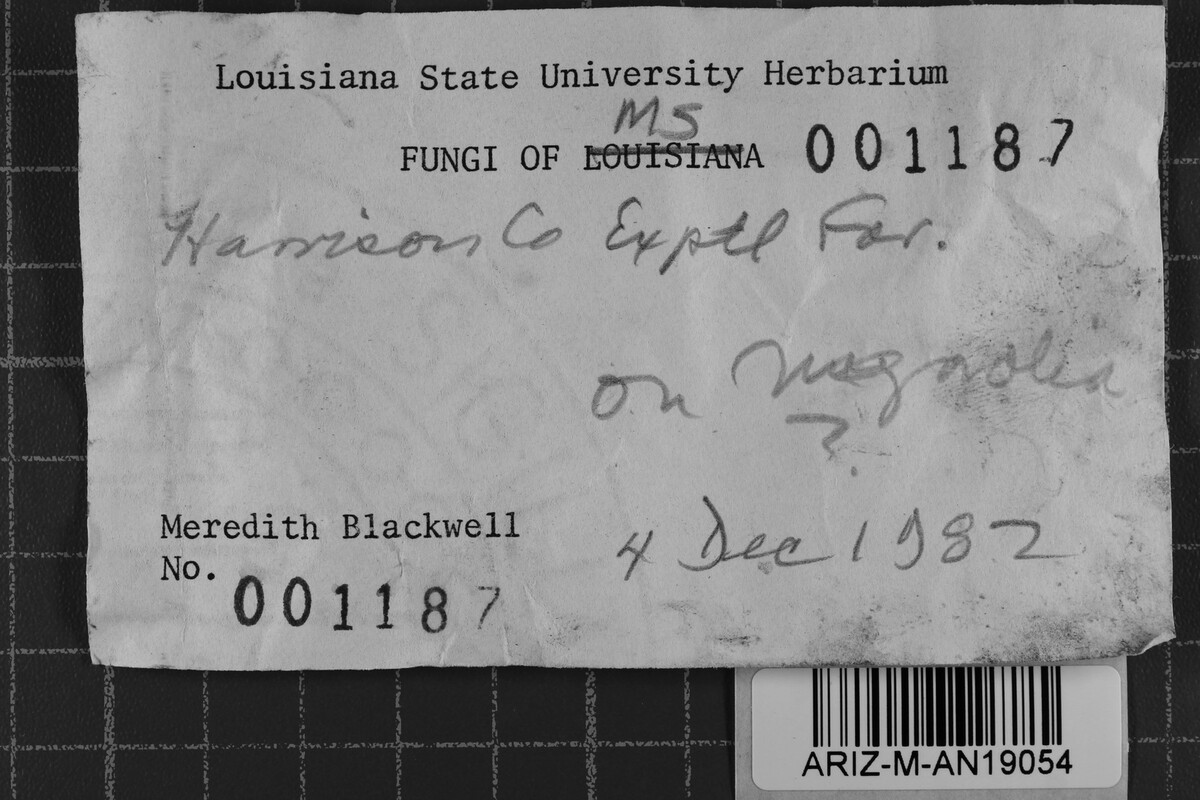 Louisiana State University Herbarium
MS
FUNGI OF LOUISIANA 001187
Harrison Co Exptl For.
on Magnolia
?
Meredith Blackwell 4 Dec 1982
No. 001187
ARIZ-M-AN19054